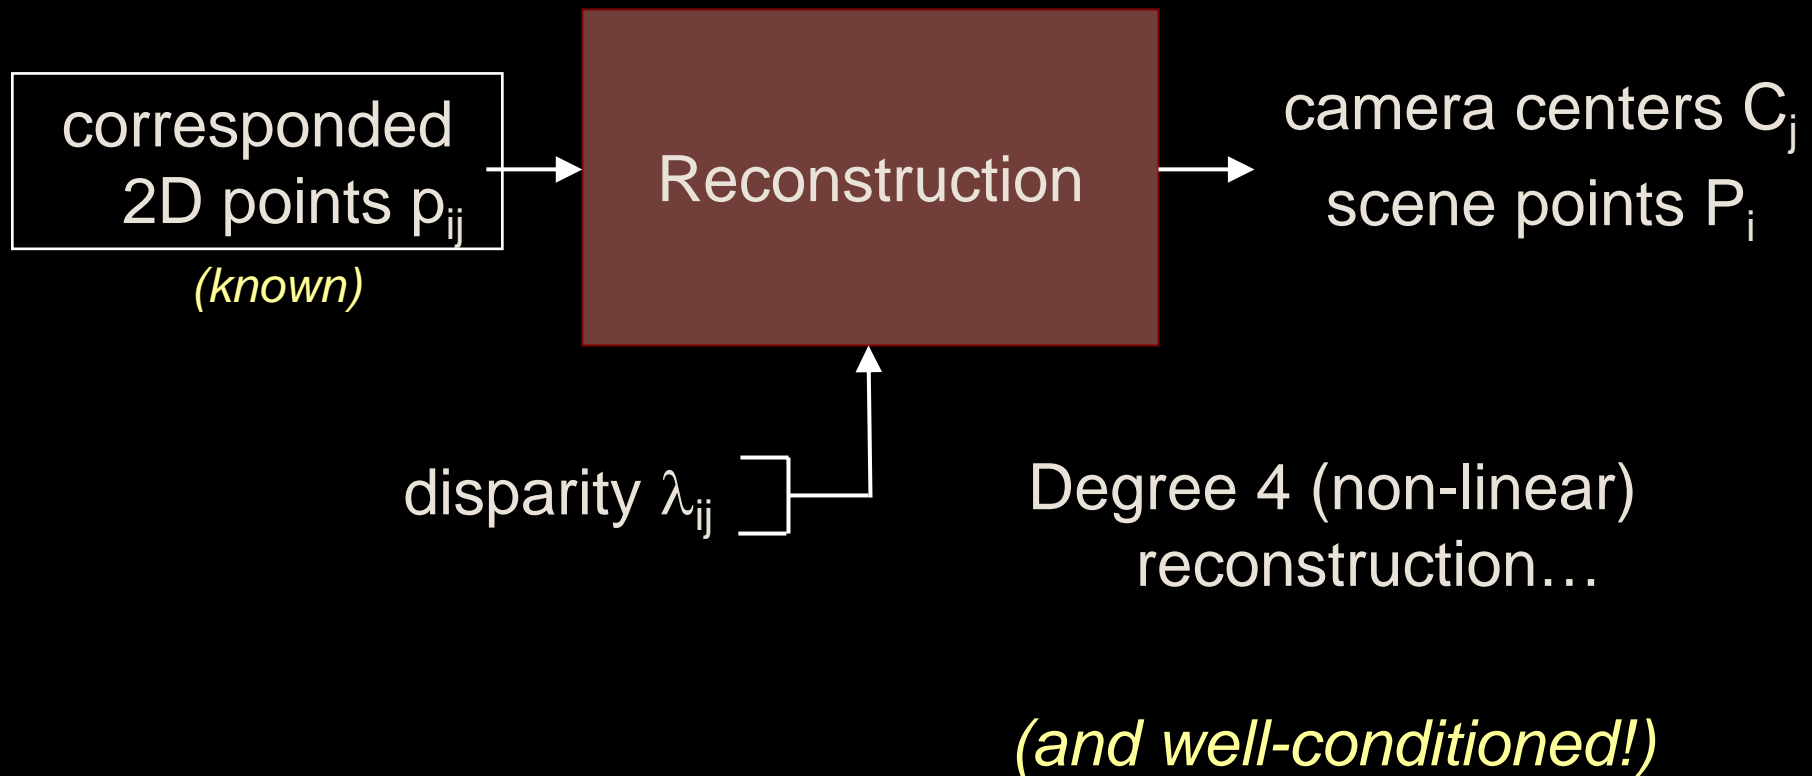 corresponded
2D points pij
(known)
Reconstruction
camera centers Cj
scene points Pi
disparity λij
Degree 4 (non-linear)
reconstruction…
(and well-conditioned!)